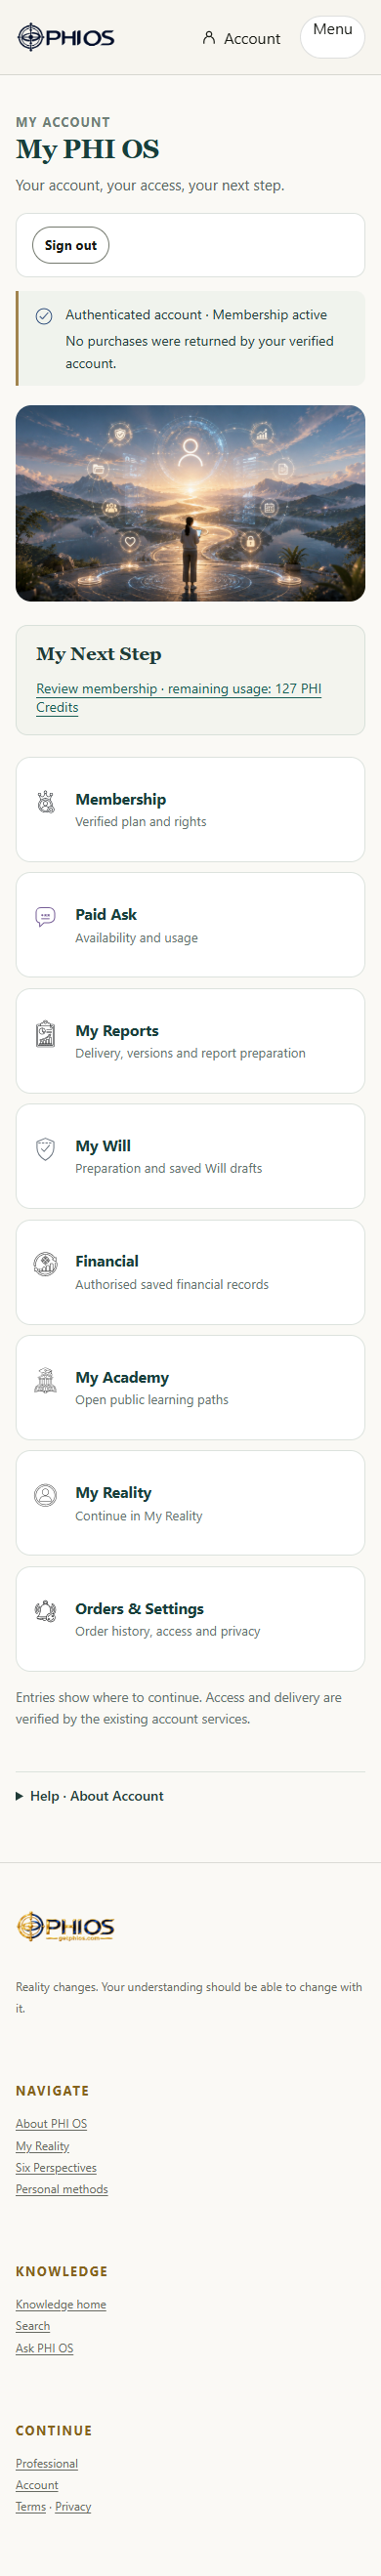 PHIOS
Account
Menu
MY ACCOUNT
My PHI OS
Your account, your access, your next step.
Sign out
Authenticated account · Membership active
No purchases were returned by your verified
account.
My Next Step
Review membership · remaining usage: 127 PHI
Credits
Membership
Verified plan and rights
Paid Ask
Availability and usage
My Reports
Delivery, versions and report preparation
My Will
Preparation and saved Will drafts
Financial
Authorised saved financial records
My Academy
Open public learning paths
My Reality
Continue in My Reality
Orders & Settings
Order history, access and privacy
Entries show where to continue. Access and delivery are
verified by the existing account services.
Help · About Account
PHIOS
getphios.com
Reality changes. Your understanding should be able to change with
it.
NAVIGATE
About PHI OS
My Reality
Six Perspectives
Personal methods
KNOWLEDGE
Knowledge home
Search
Ask PHI OS
CONTINUE
Professional
Account
Terms · Privacy